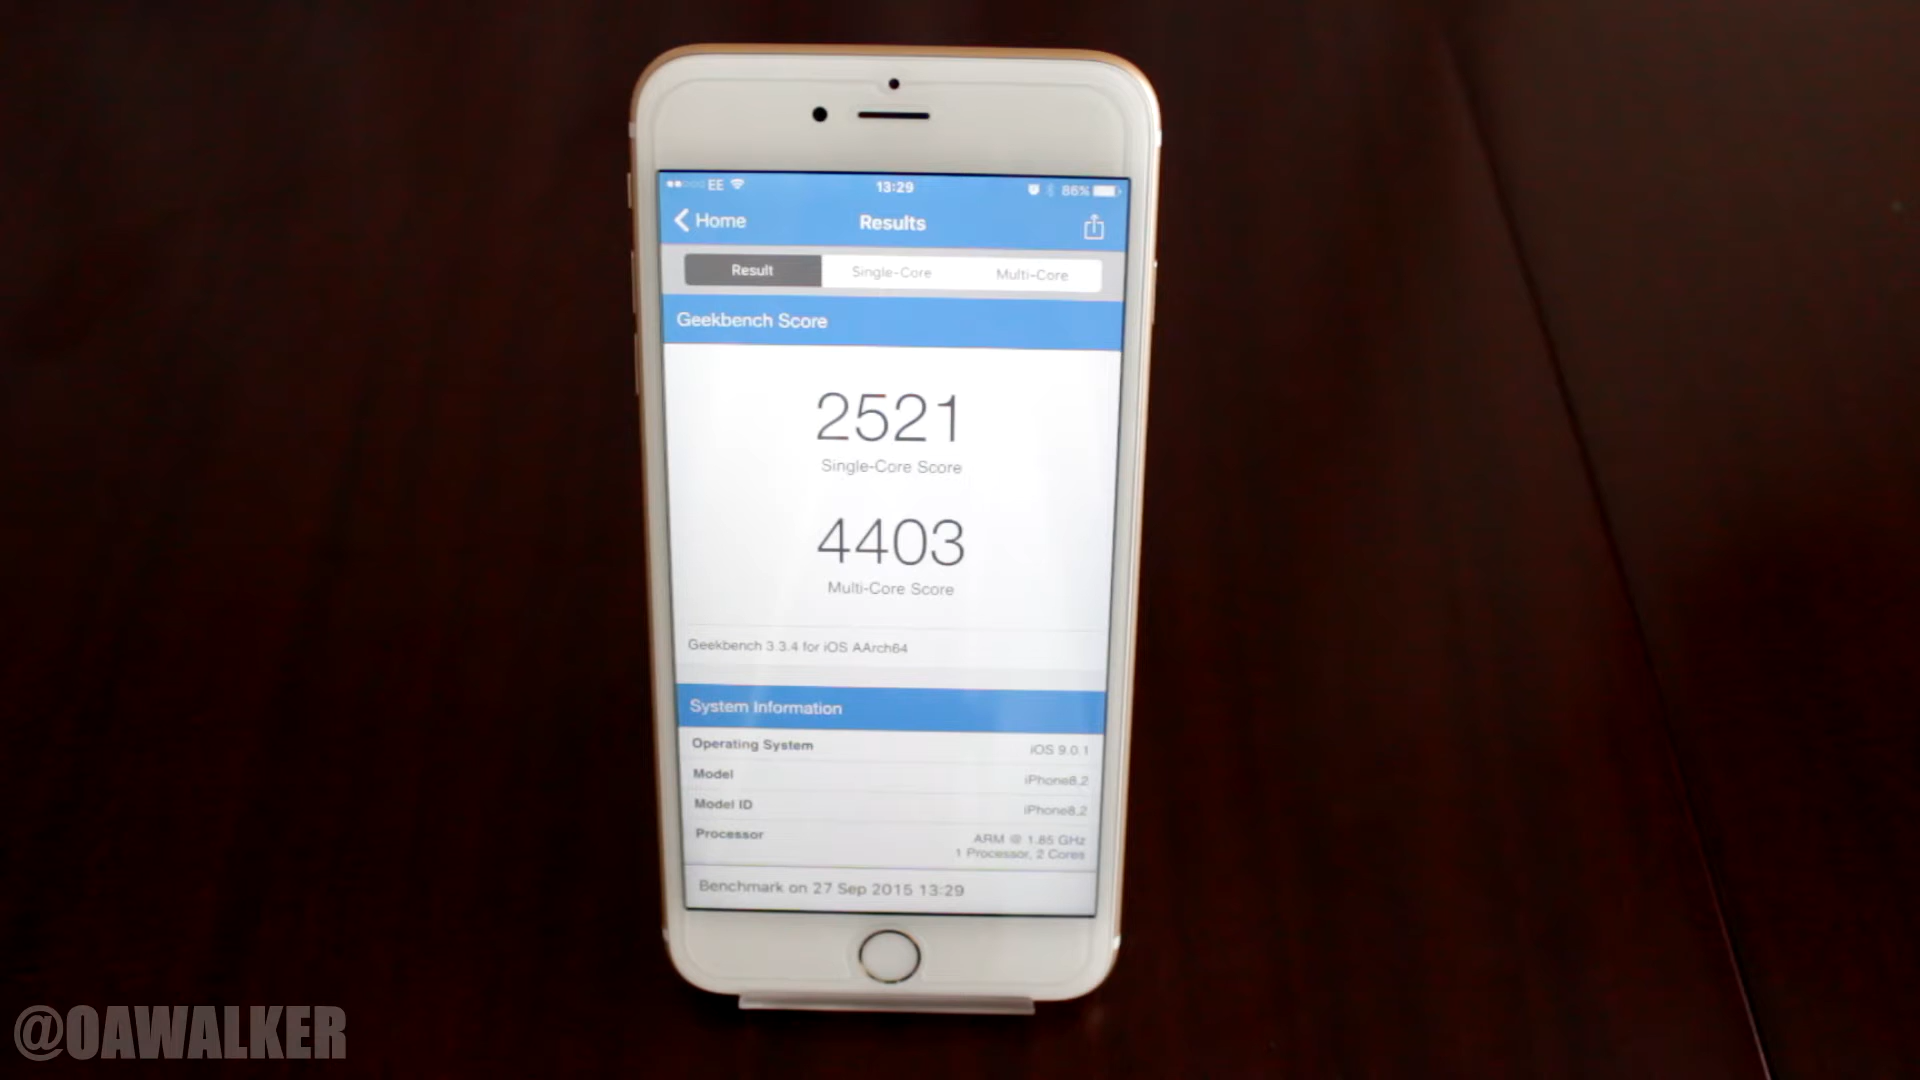 EE 13:29 86%
Home Results
Result Single-Core Multi-Core
Geekbench Score
2521
Single-Core Score
4403
Multi-Core Score
Geekbench 3.3.4 for iOS AArch64
System Information
Operating System iOS 9.0.1
Model iPhone8,2
Model ID iPhone8,2
Processor ARM @ 1.85 GHz
1 Processor, 2 Cores
Benchmark on 27 Sep 2015 13:29
@OAWALKER